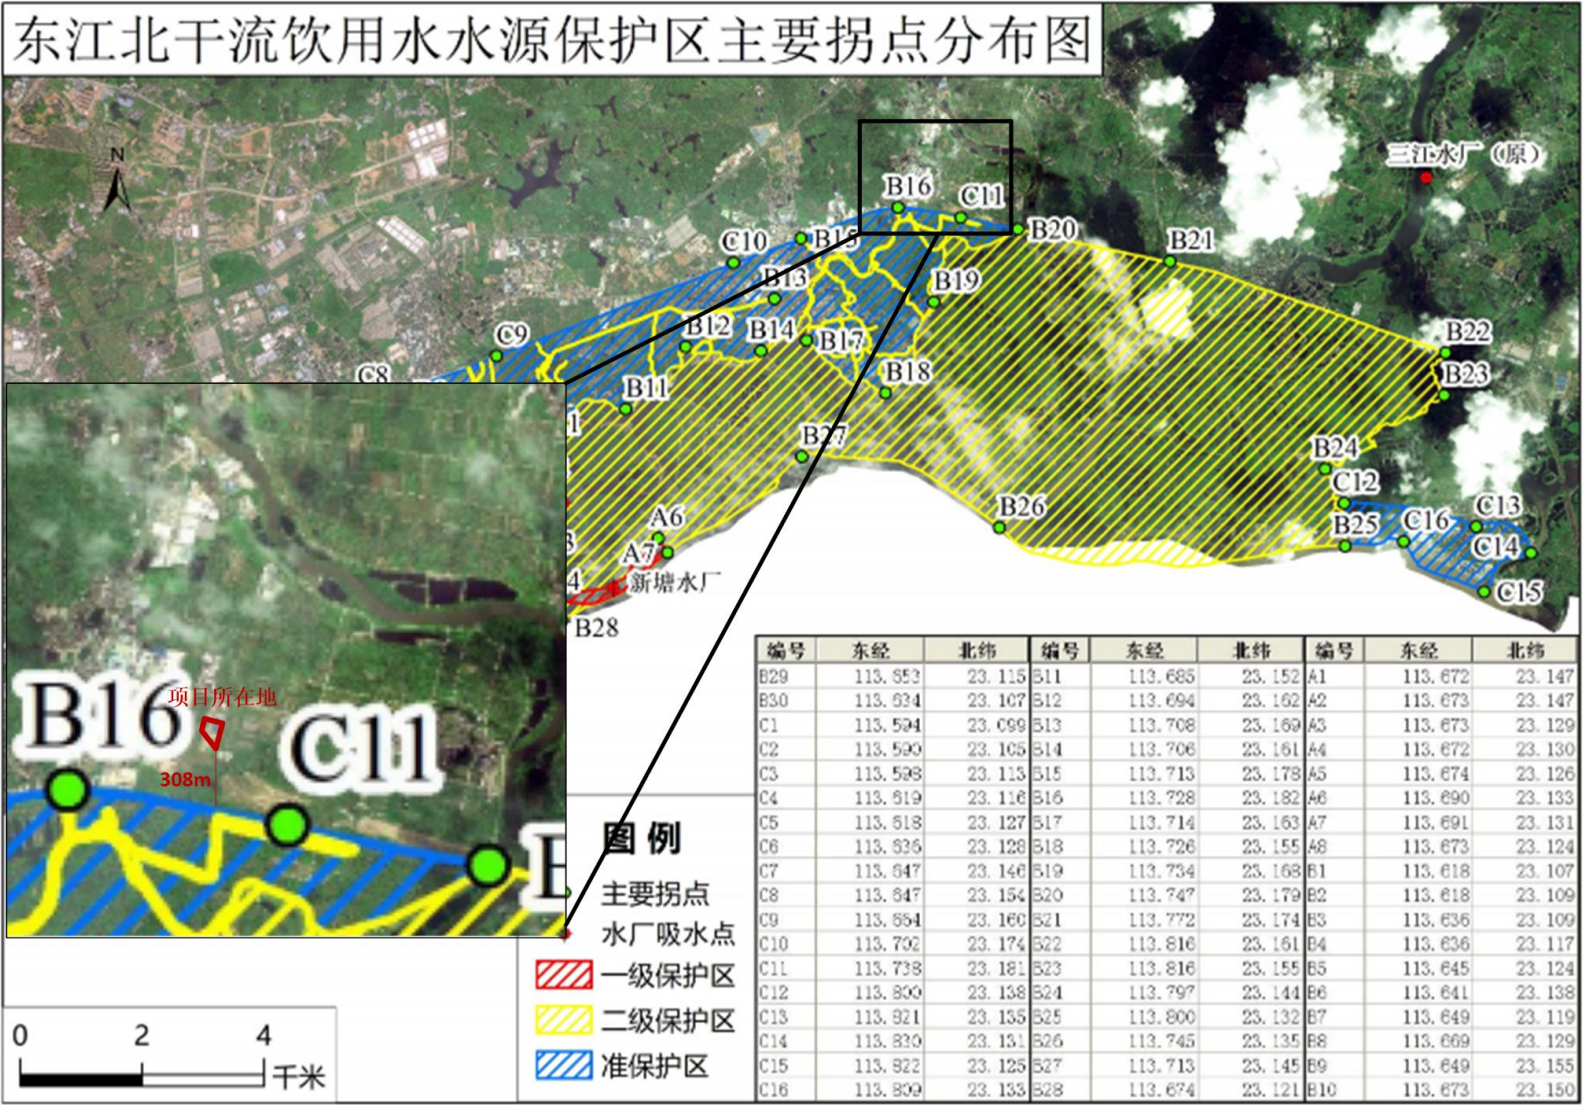 东江北干流饮用水水源保护区主要拐点分布图
N
三江水厂（原）
B16
C11
B20
C10
B15
B21
B13
B19
C9
B12
B14
B17
B22
C8
B18
B23
B11
1
B27
B24
C12
A6
B26
B25
C16
C13
A7
C14
3
4
新塘水厂
C15
B28
项目所在地
B16
C11
308m
图例
主要拐点
水厂吸水点
一级保护区
二级保护区
准保护区
0 2 4 千米
编号 东经 北纬 编号 东经 北纬 编号 东经 北纬
B29 113.653 23.115 B11 113.685 23.152 A1 113.672 23.147
B30 113.634 23.107 B12 113.694 23.162 A2 113.673 23.147
C1 113.594 23.099 B13 113.708 23.169 A3 113.673 23.129
C2 113.590 23.105 B14 113.706 23.161 A4 113.672 23.130
C3 113.598 23.113 B15 113.713 23.178 A5 113.674 23.126
C4 113.619 23.116 B16 113.728 23.182 A6 113.690 23.133
C5 113.618 23.127 B17 113.714 23.163 A7 113.691 23.131
C6 113.636 23.128 B18 113.726 23.155 A8 113.673 23.124
C7 113.647 23.146 B19 113.734 23.168 B1 113.618 23.107
C8 113.647 23.154 B20 113.747 23.179 B2 113.618 23.109
C9 113.664 23.160 B21 113.772 23.174 B3 113.636 23.109
C10 113.702 23.174 B22 113.816 23.161 B4 113.636 23.117
C11 113.738 23.181 B23 113.816 23.155 B5 113.645 23.124
C12 113.800 23.138 B24 113.797 23.144 B6 113.641 23.138
C13 113.821 23.135 B25 113.800 23.132 B7 113.649 23.119
C14 113.830 23.131 B26 113.745 23.135 B8 113.669 23.129
C15 113.822 23.125 B27 113.713 23.145 B9 113.649 23.155
C16 113.809 23.133 B28 113.674 23.121 B10 113.673 23.150